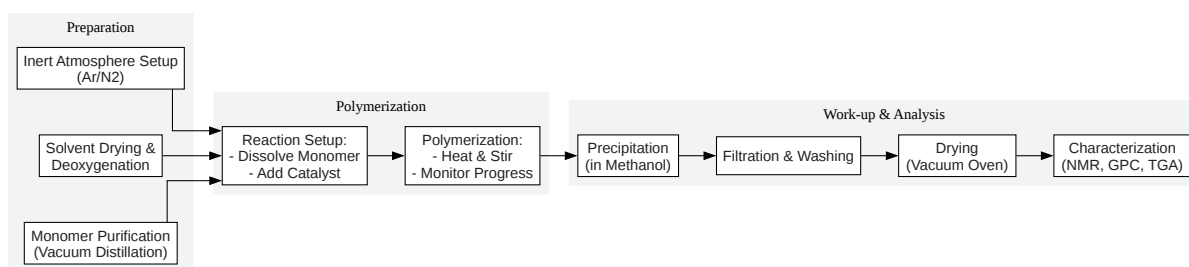 Preparation
Inert Atmosphere Setup
(Ar/N2)
Solvent Drying &
Deoxygenation
Monomer Purification
(Vacuum Distillation)
Polymerization
Reaction Setup:
- Dissolve Monomer
- Add Catalyst
Polymerization:
- Heat & Stir
- Monitor Progress
Work-up & Analysis
Precipitation
(in Methanol)
Filtration & Washing
Drying
(Vacuum Oven)
Characterization
(NMR, GPC, TGA)